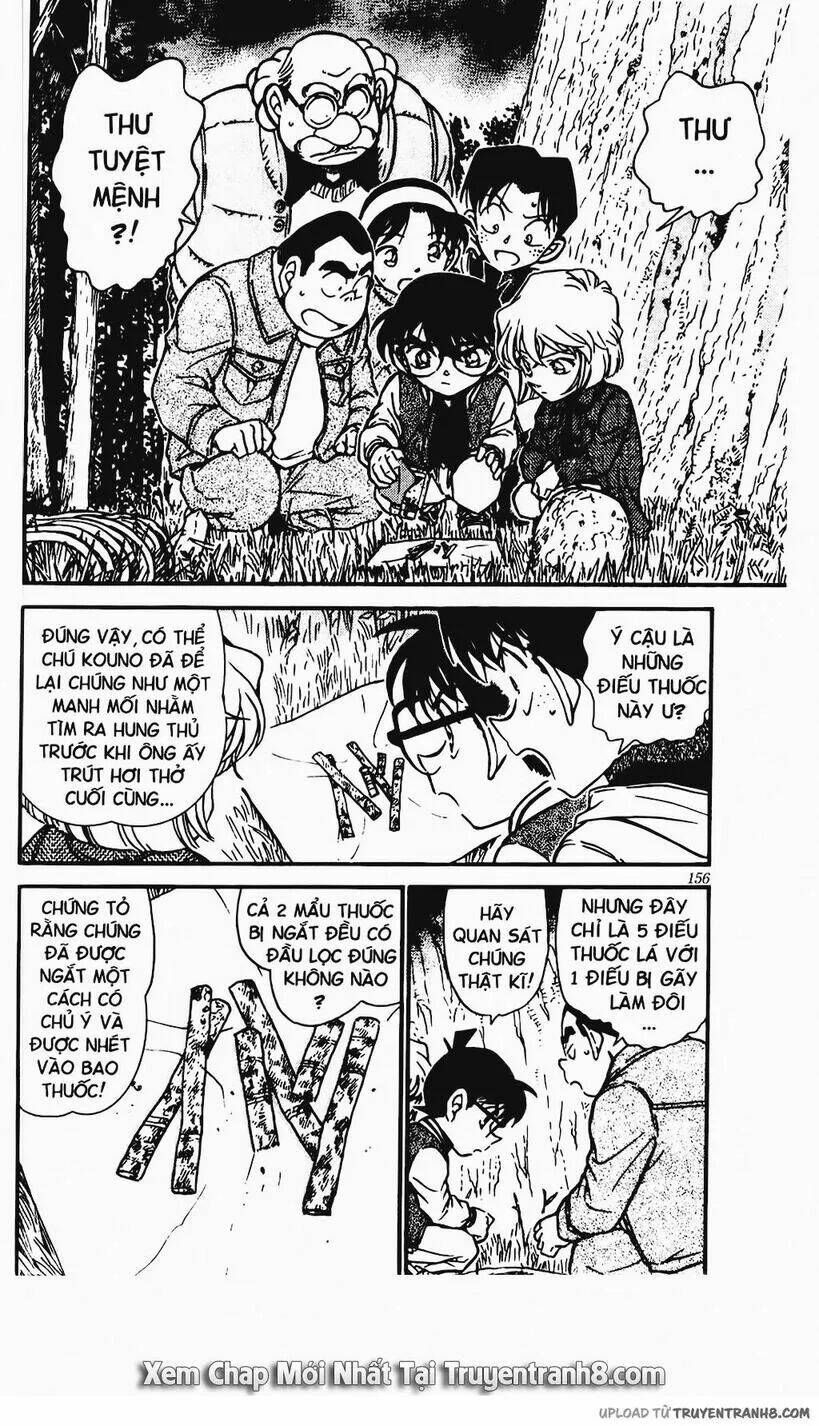 THƯ
...
THƯ
TUYỆT
MỆNH
?!
Ý CẬU LÀ
NHỮNG
ĐIẾU THUỐC
NÀY Ư?
ĐÚNG VẬY, CÓ THỂ
CHÚ KOUNO ĐÃ ĐỂ
LẠI CHÚNG NHƯ MỘT
MANH MỐI NHẰM
TÌM RA HUNG THỦ
TRƯỚC KHI ÔNG ẤY
TRÚT HƠI THỞ
CUỐI CÙNG...
156
NHƯNG ĐÂY
CHỈ LÀ 5 ĐIẾU
THUỐC LÁ VỚI
1 ĐIẾU BỊ GÃY
LÀM ĐÔI
...
HÃY
QUAN SÁT
CHÚNG
THẬT KĨ!
CẢ 2 MẨU THUỐC
BỊ NGẮT ĐỀU CÓ
ĐẦU LỌC ĐÚNG
KHÔNG NÀO
?
CHỨNG TỎ
RẰNG CHÚNG
ĐÃ ĐƯỢC
NGẮT MỘT
CÁCH CÓ
CHỦ Ý VÀ
ĐƯỢC NHÉT
VÀO BAO
THUỐC!
Xem Chap Mới Nhất Tại Truyentranh8.com
UPLOAD TỪ TRUYENTRANH8.COM